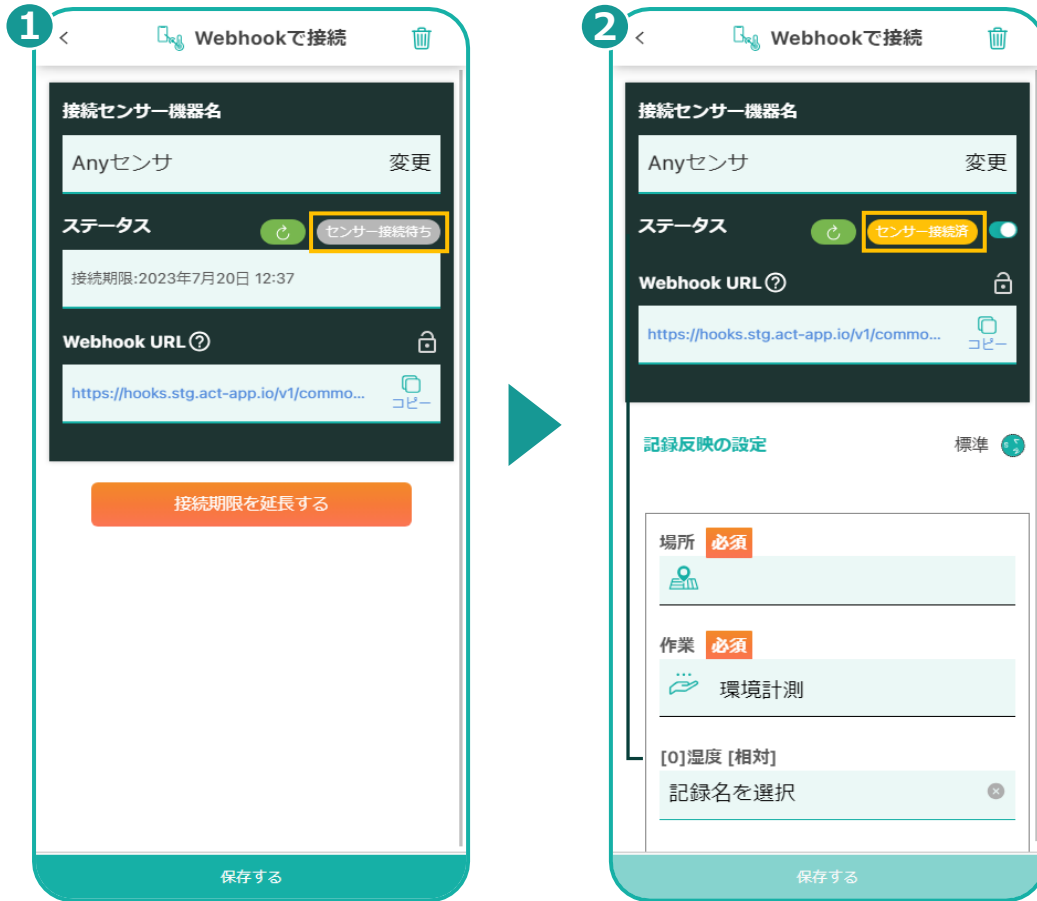 1
Webhookで接続
接続センサー機器名
Anyセンサ 変更
ステータス センサー接続待ち
接続期限:2023年7月20日 12:37
Webhook URL?
https://hooks.stg.act-app.io/v1/commo...
コピー
接続期限を延長する
保存する
2
Webhookで接続
接続センサー機器名
Anyセンサ 変更
ステータス センサー接続済
Webhook URL?
https://hooks.stg.act-app.io/v1/commo...
コピー
記録反映の設定 標準
場所 必須
作業 必須
環境計測
[0]湿度 [相対]
記録名を選択
保存する